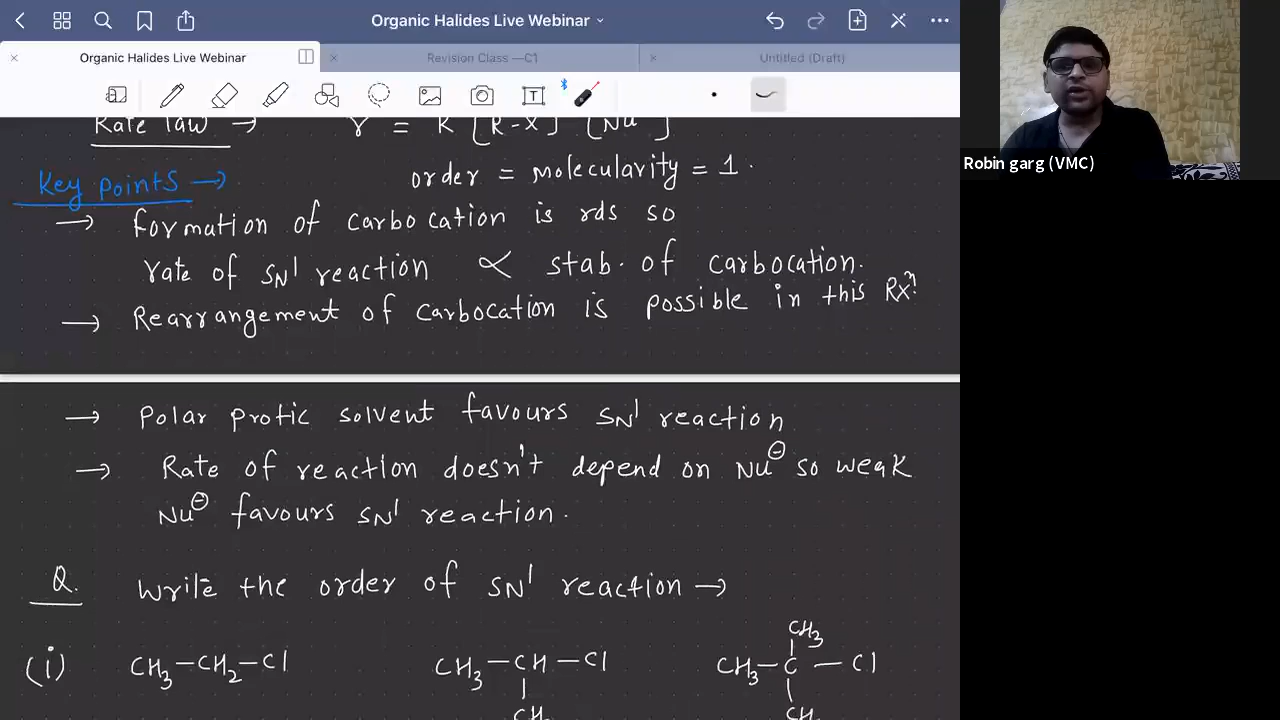 Organic Halides Live Webinar
Organic Halides Live Webinar
Revision Class —C1
Untitled (Draft)
T
Robin garg (VMC)
Rate law →
r = K [R-X] [Nu ]
order = molecularity = 1.
Key points →
→ formation of carbocation is rds so
rate of SN1 reaction ∝ stab. of carbocation.
→ Rearrangement of carbocation is possible in this Rxn
→ Polar protic solvent favours SN1 reaction
→ Rate of reaction doesn't depend on Nu⊖ so weak
Nu⊖ favours SN1 reaction.
Q. Write the order of SN1 reaction →
CH3
(i) CH3–CH2–Cl CH3–CH–Cl CH3–C–Cl
CH3 CH3